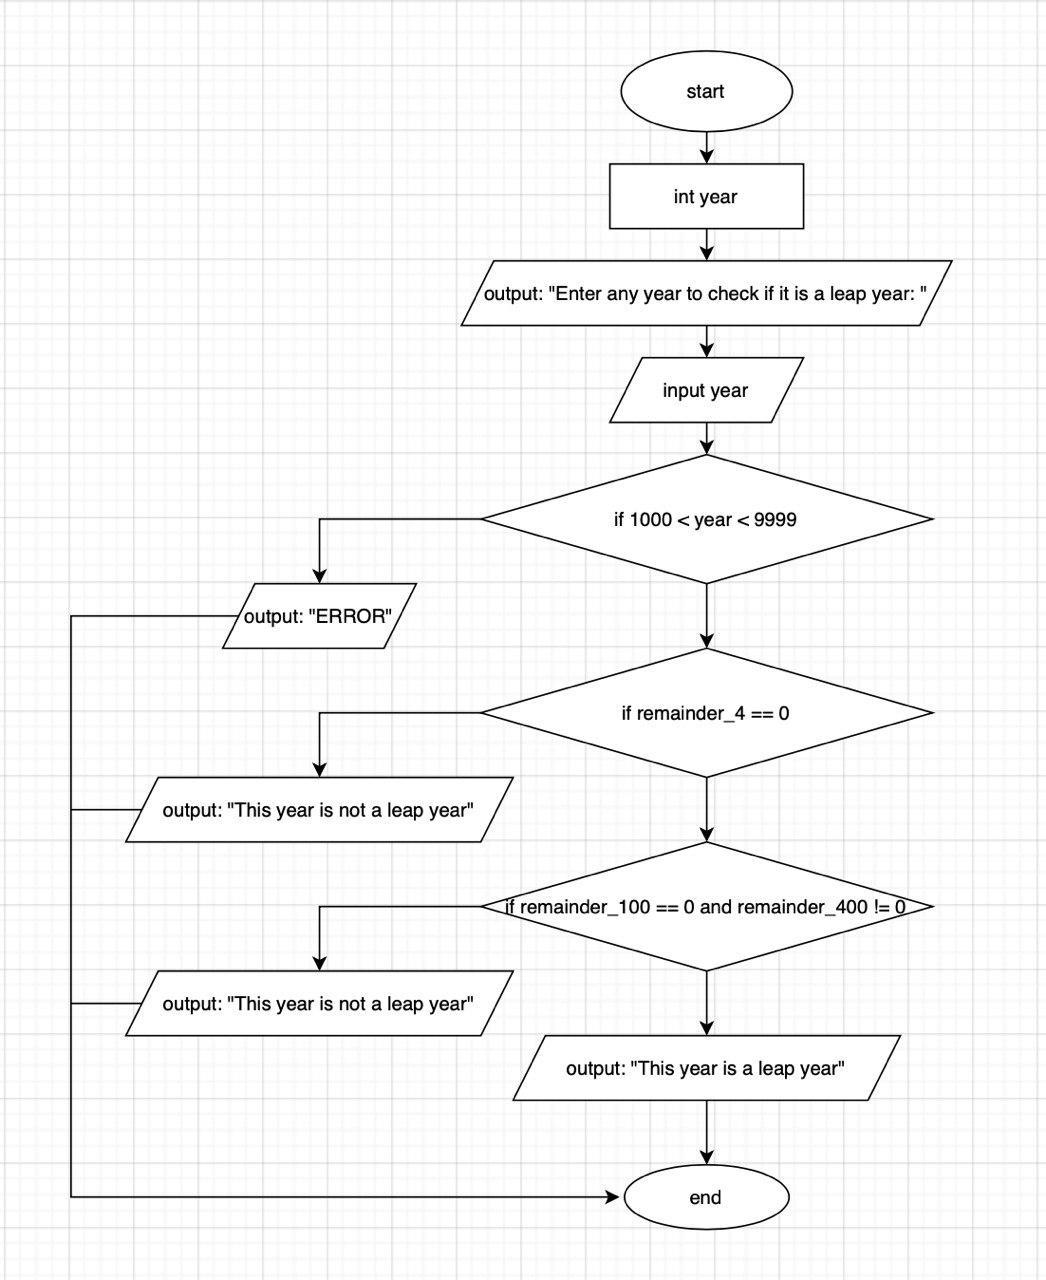 start
int year
output: "Enter any year to check if it is a leap year: "
input year
if 1000 < year < 9999
output: "ERROR"
if remainder_4 == 0
output: "This year is not a leap year"
if remainder_100 == 0 and remainder_400 != 0
output: "This year is not a leap year"
output: "This year is a leap year"
end